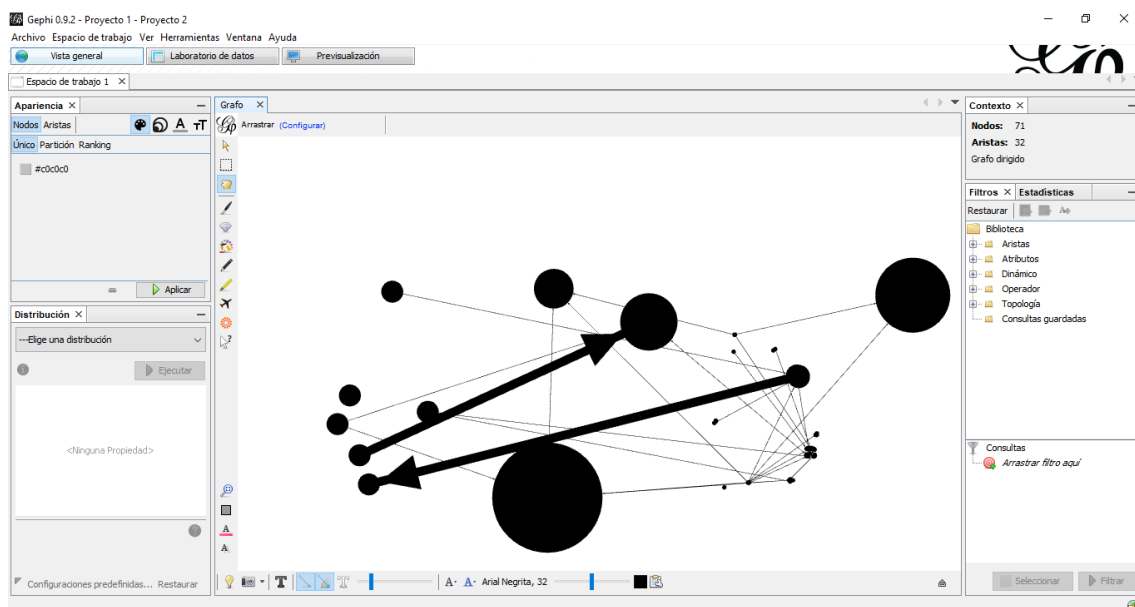 Gephi 0.9.2 - Proyecto 1 - Proyecto 2
Archivo Espacio de trabajo Ver Herramientas Ventana Ayuda
Vista general Laboratorio de datos Previsualización
Espacio de trabajo 1
Apariencia
Nodos Aristas
Único Partición Ranking
#c0c0c0
Aplicar
Distribución
---Elige una distribución
Ejecutar
<Ninguna Propiedad>
Configuraciones predefinidas... Restaurar
Grafo
Arrastrar (Configurar)
A- A- Arial Negrita, 32
Contexto
Nodos: 71
Aristas: 32
Grafo dirigido
Filtros Estadísticas
Restaurar
Biblioteca
Aristas
Atributos
Dinámico
Operador
Topología
Consultas guardadas
Consultas
Arrastrar filtro aquí
Seleccionar Filtrar